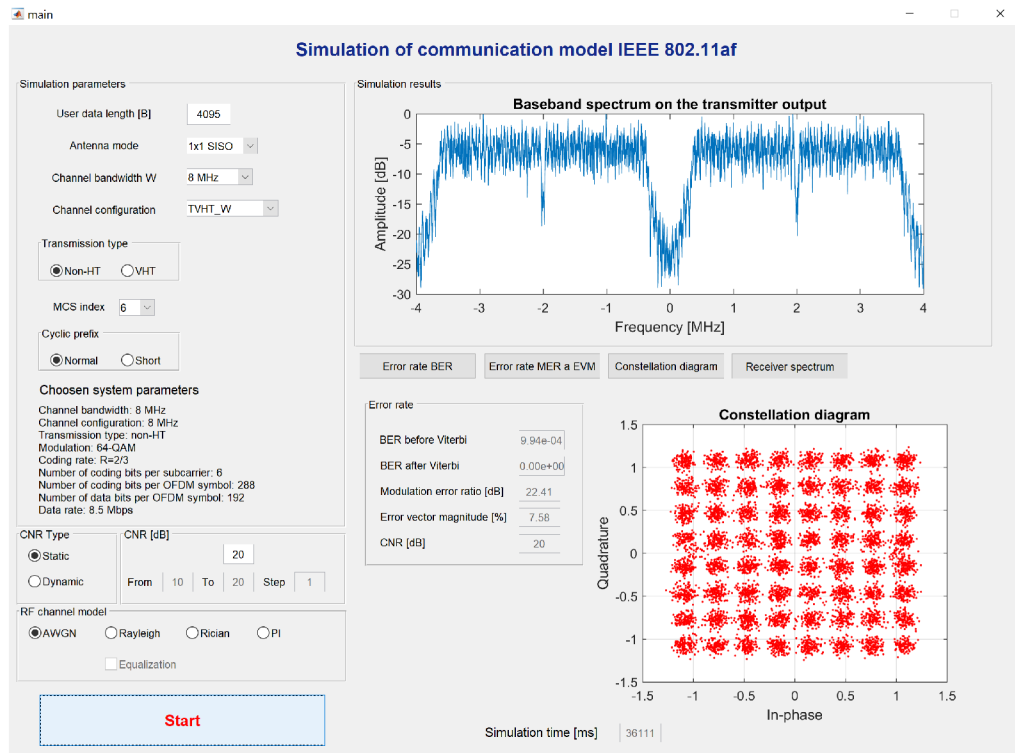 main
Simulation of communication model IEEE 802.11af
Simulation parameters
User data length [B]
4095
Antenna mode
1x1 SISO
Channel bandwidth W
8 MHz
Channel configuration
TVHT_W
Transmission type
Non-HT
VHT
MCS index
6
Cyclic prefix
Normal
Short
Choosen system parameters
Channel bandwidth: 8 MHz
Channel configuration: 8 MHz
Transmission type: non-HT
Modulation: 64-QAM
Coding rate: R=2/3
Number of coding bits per subcarrier: 6
Number of coding bits per OFDM symbol: 288
Number of data bits per OFDM symbol: 192
Data rate: 8.5 Mbps
CNR Type
Static
Dynamic
CNR [dB]
20
From 10 To 20 Step 1
RF channel model
AWGN
Rayleigh
Rician
PI
Equalization
Start
Simulation results
Baseband spectrum on the transmitter output
Amplitude [dB]
0
-5
-10
-15
-20
-25
-30
-4 -3 -2 -1 0 1 2 3 4
Frequency [MHz]
Error rate BER
Error rate MER a EVM
Constellation diagram
Receiver spectrum
Error rate
BER before Viterbi 9.94e-04
BER after Viterbi 0.00e+00
Modulation error ratio [dB] 22.41
Error vector magnitude [%] 7.58
CNR [dB] 20
Constellation diagram
Quadrature
1.5
1
0.5
0
-0.5
-1
-1.5
-1.5 -1 -0.5 0 0.5 1 1.5
In-phase
Simulation time [ms] 36111